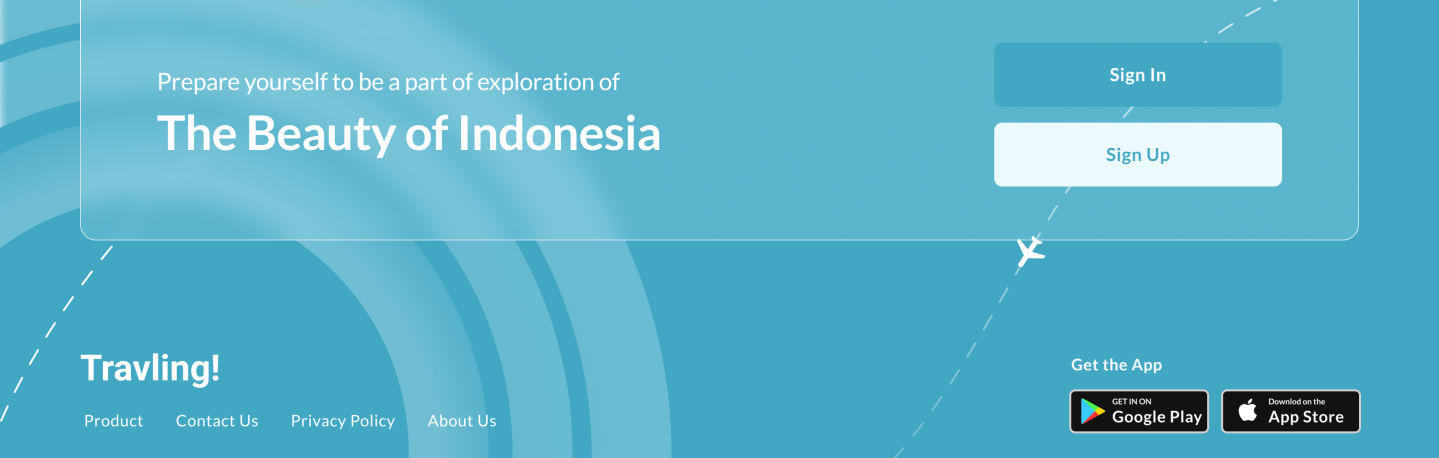 Prepare yourself to be a part of exploration of
The Beauty of Indonesia
Sign In
Sign Up
Travling!
Product Contact Us Privacy Policy About Us
Get the App
GET IN ON
Google Play
Downlod on the
App Store